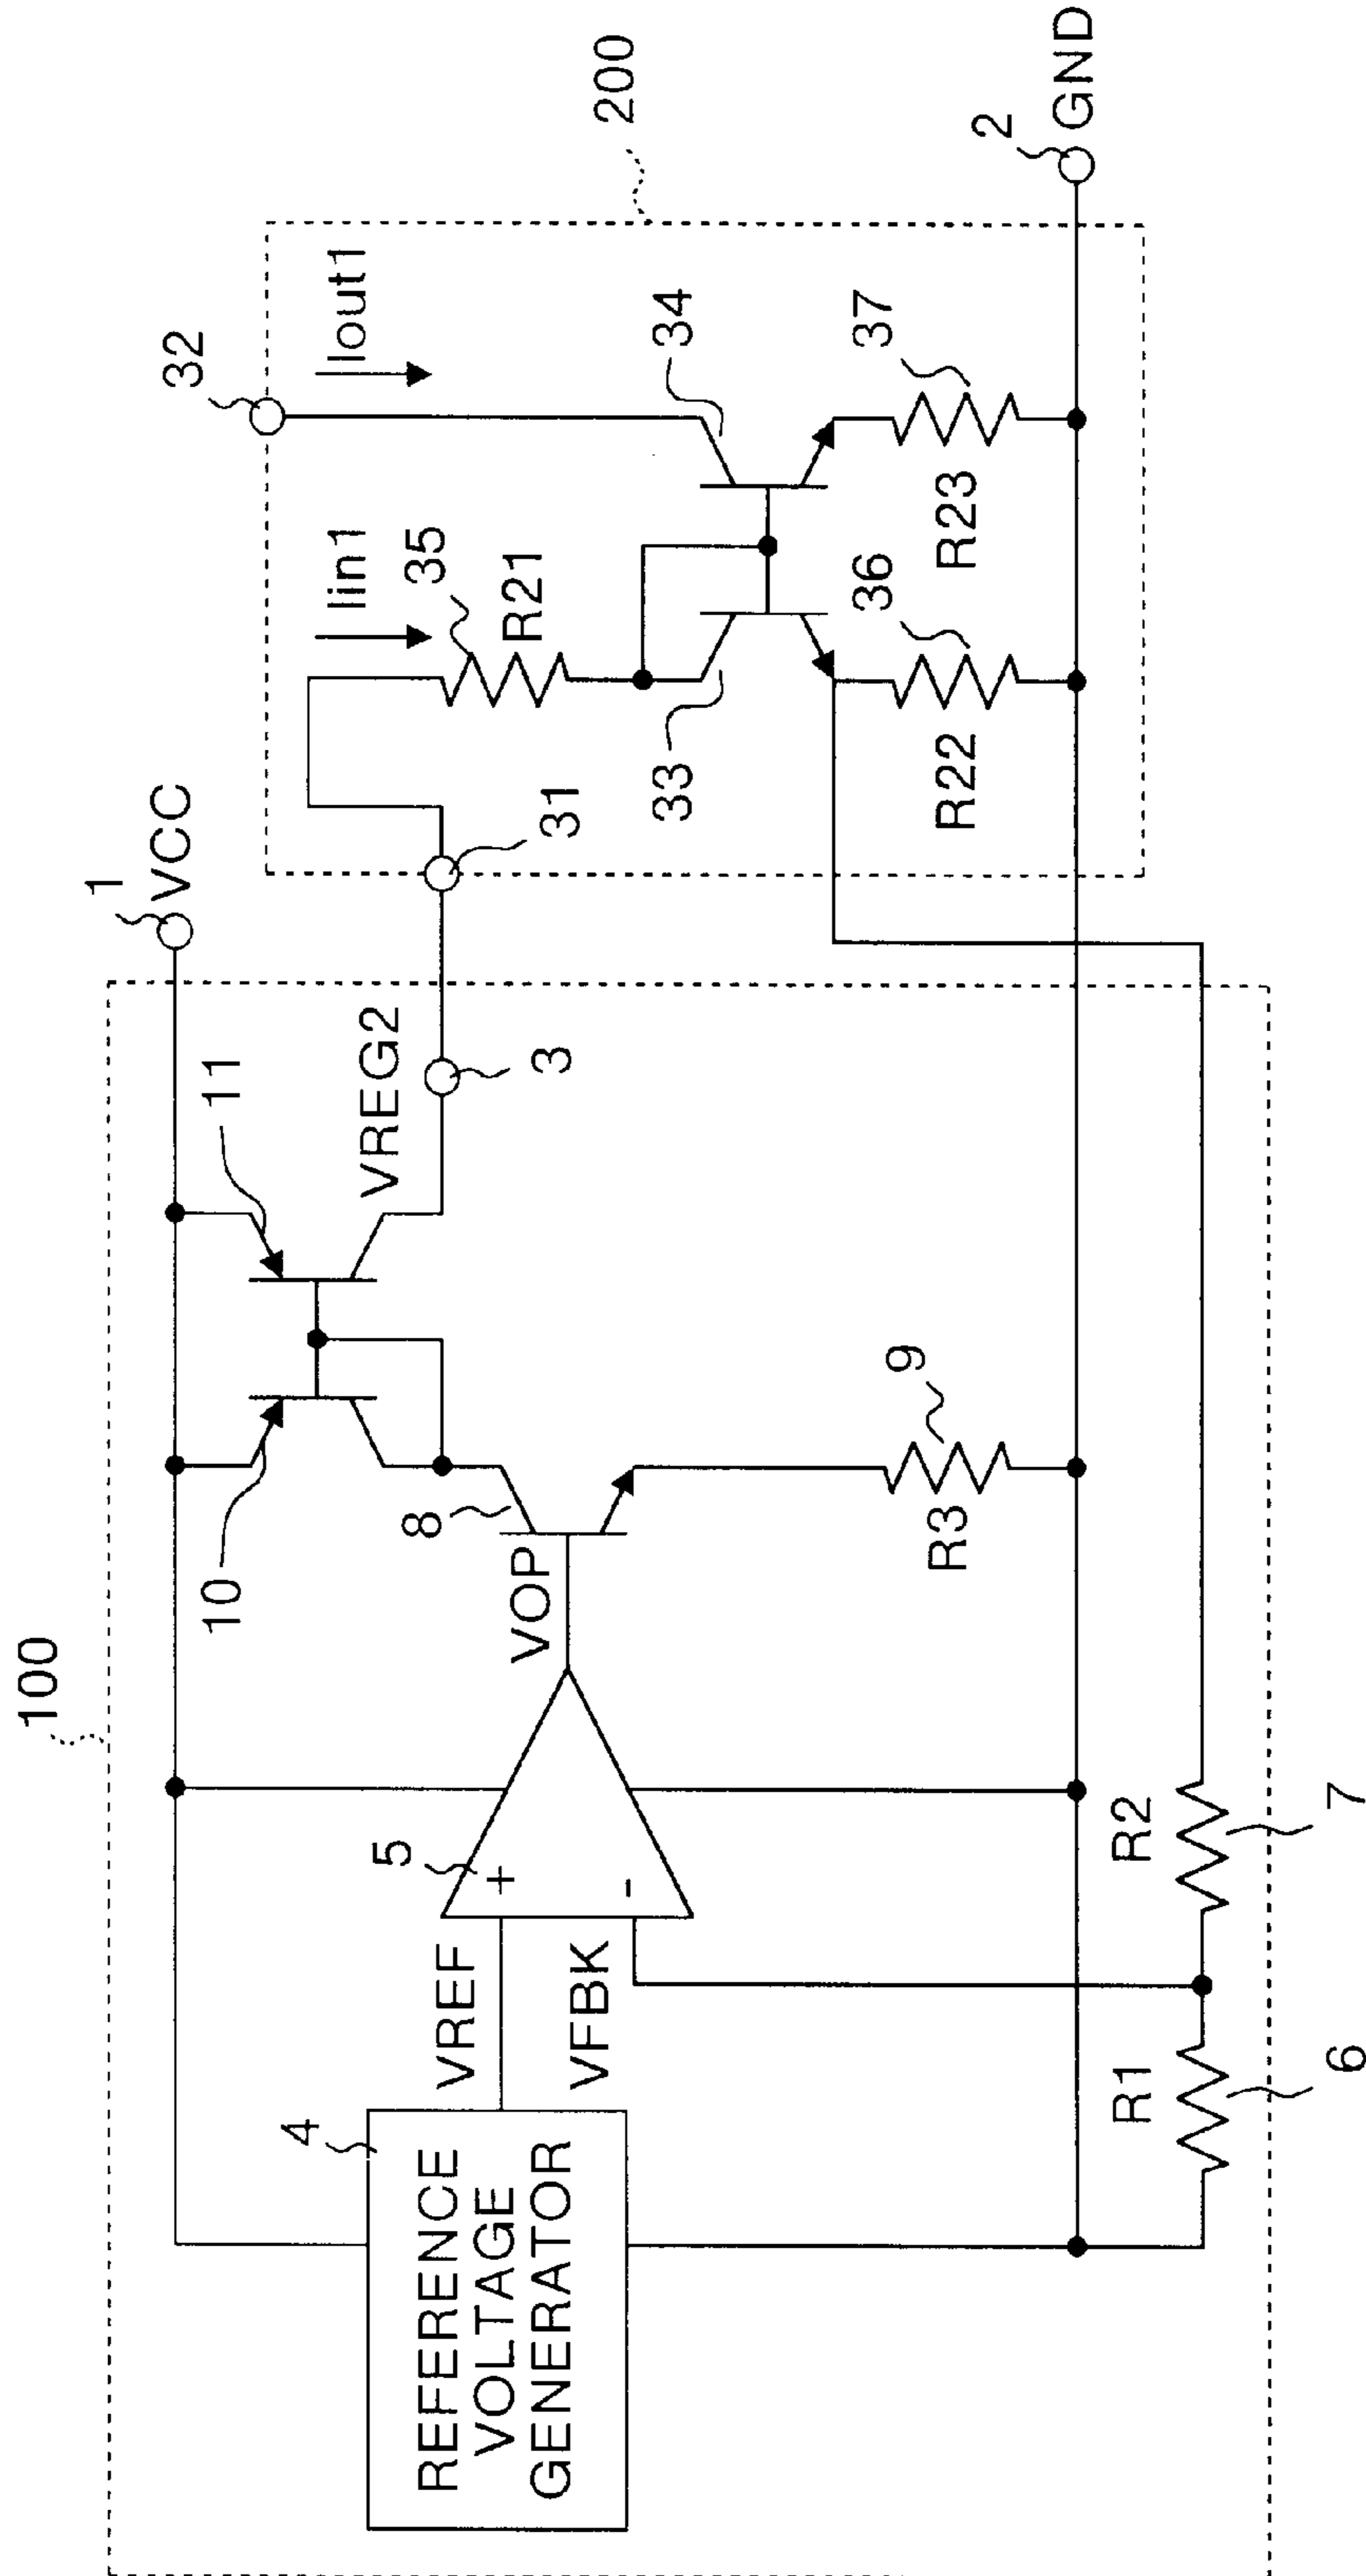 100
1
VCC
10
11
VREG2
3
31
32
Iin1
Iout1
200
35
R21
33
34
36
37
R22
R23
2
GND
4
REFERENCE
VOLTAGE
GENERATOR
VREF
VFBK
5
+
-
VOP
8
9
R3
R1
6
R2
7